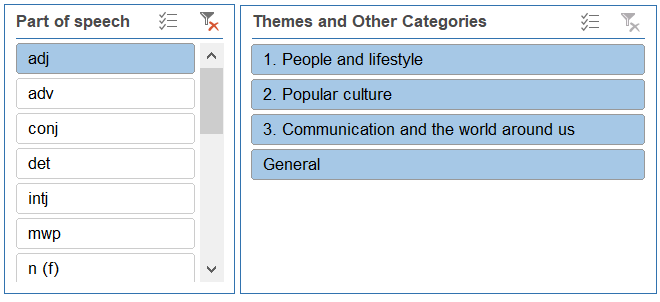 Part of speech
adj
adv
conj
det
intj
mwp
n (f)
Themes and Other Categories
1. People and lifestyle
2. Popular culture
3. Communication and the world around us
General